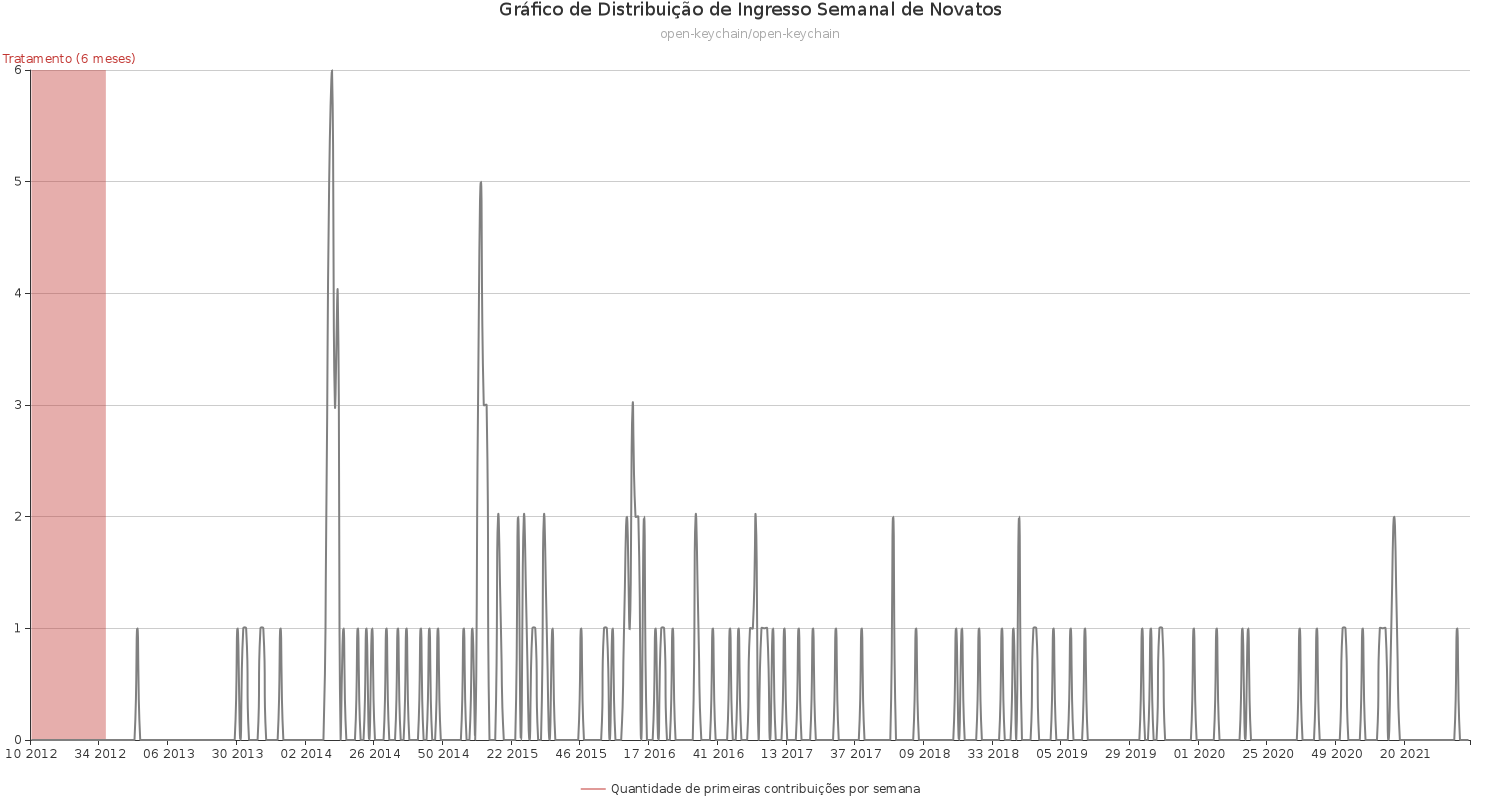 Gráfico de Distribuição de Ingresso Semanal de Novatos
open-keychain/open-keychain
Tratamento (6 meses)
6
5
4
3
2
1
0
10 2012 34 2012 06 2013 30 2013 02 2014 26 2014 50 2014 22 2015 46 2015 17 2016 41 2016 13 2017 37 2017 09 2018 33 2018 05 2019 29 2019 01 2020 25 2020 49 2020 20 2021
Quantidade de primeiras contribuições por semana